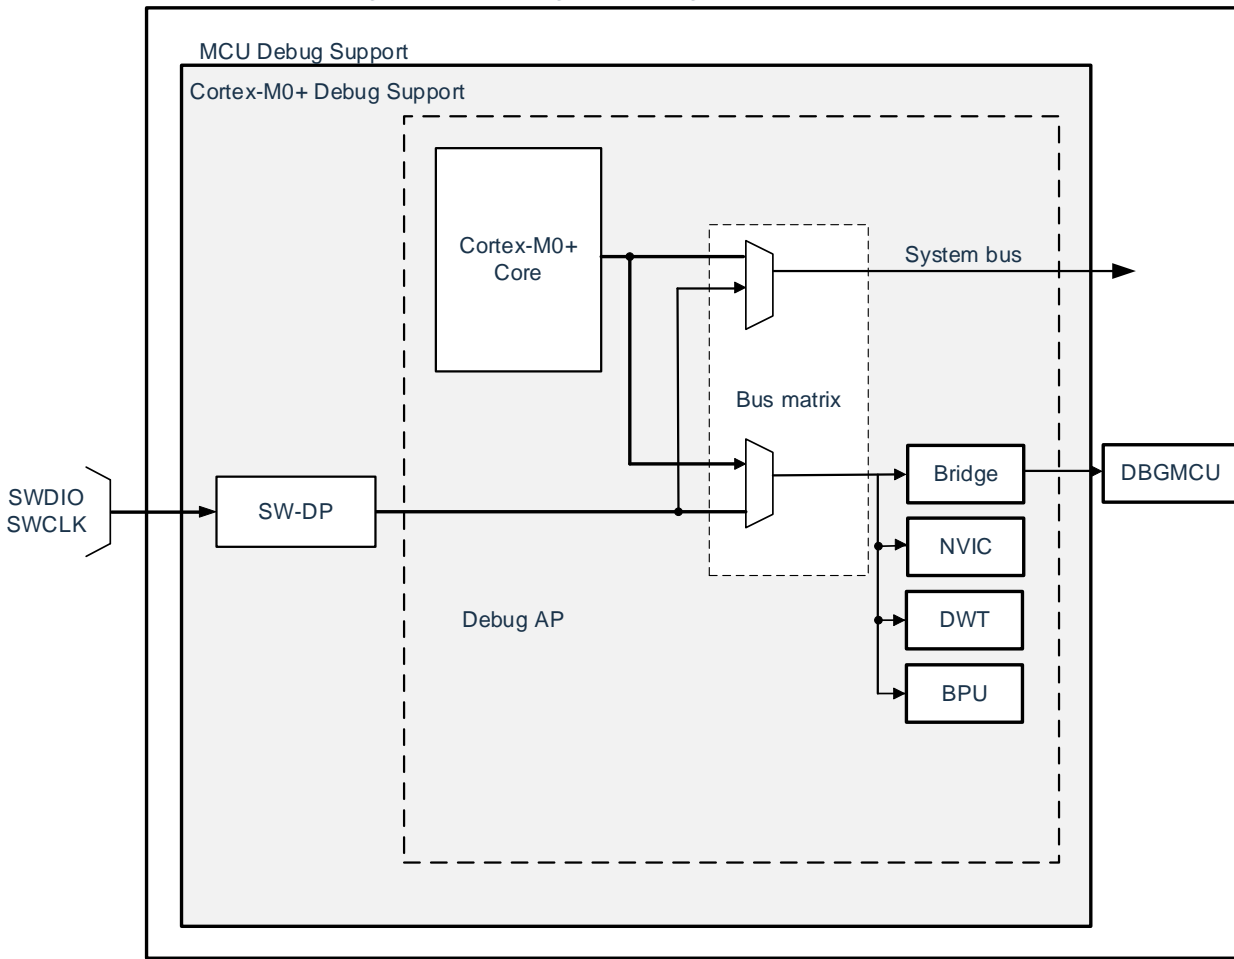 MCU Debug Support
Cortex-M0+ Debug Support
Cortex-M0+
Core
System bus
Bus matrix
SWDIO
SWCLK
SW-DP
Bridge
DBGMCU
NVIC
DWT
BPU
Debug AP